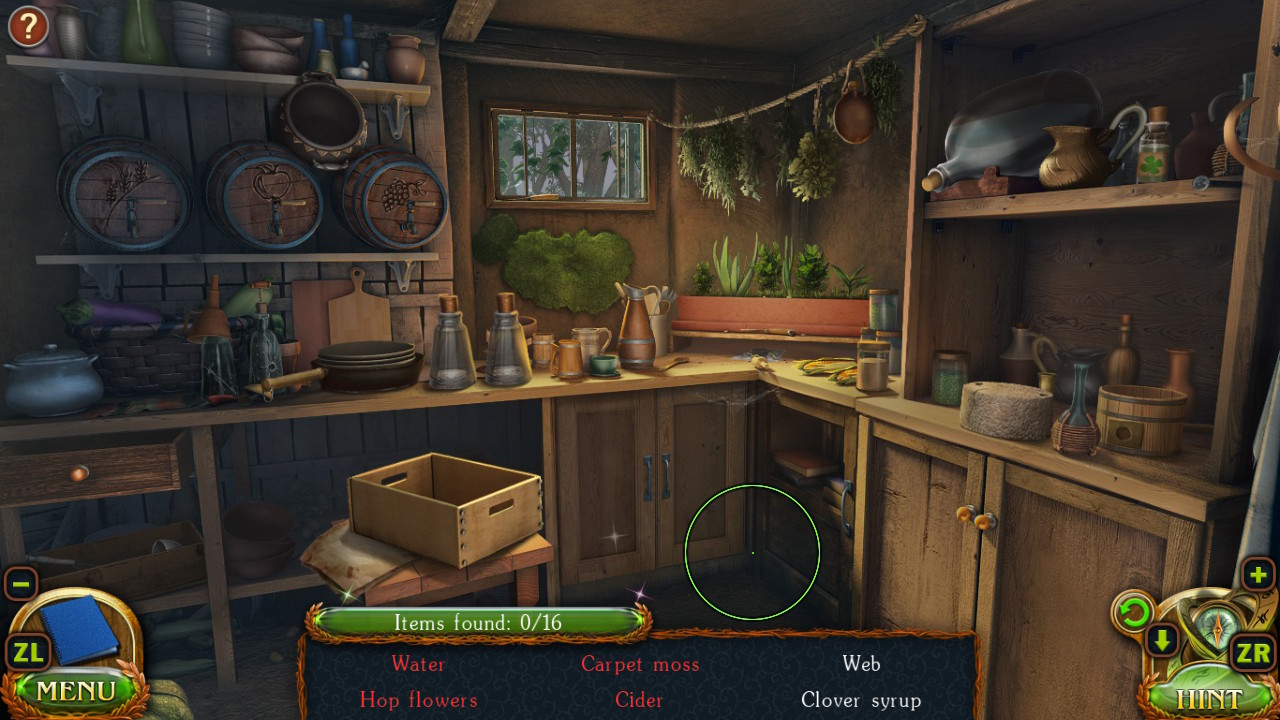 ?
ZL
MENU
Items found: 0/16
Water Carpet moss Web
Hop flowers Cider Clover syrup
ZR
HINT